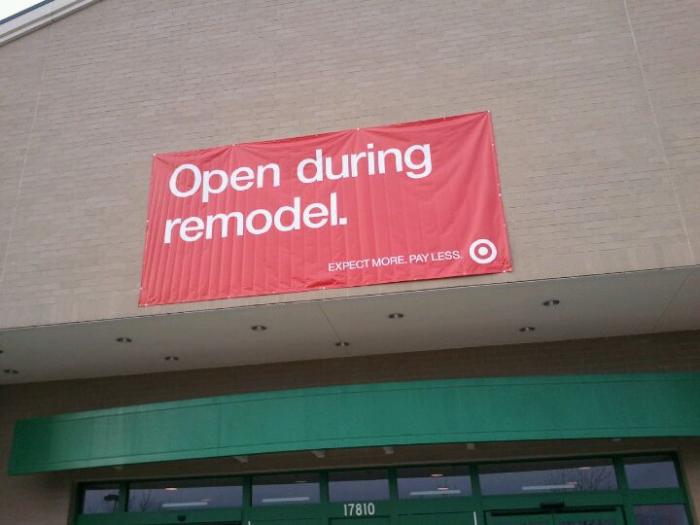 Open during
remodel.
EXPECT MORE. PAY LESS.
17810